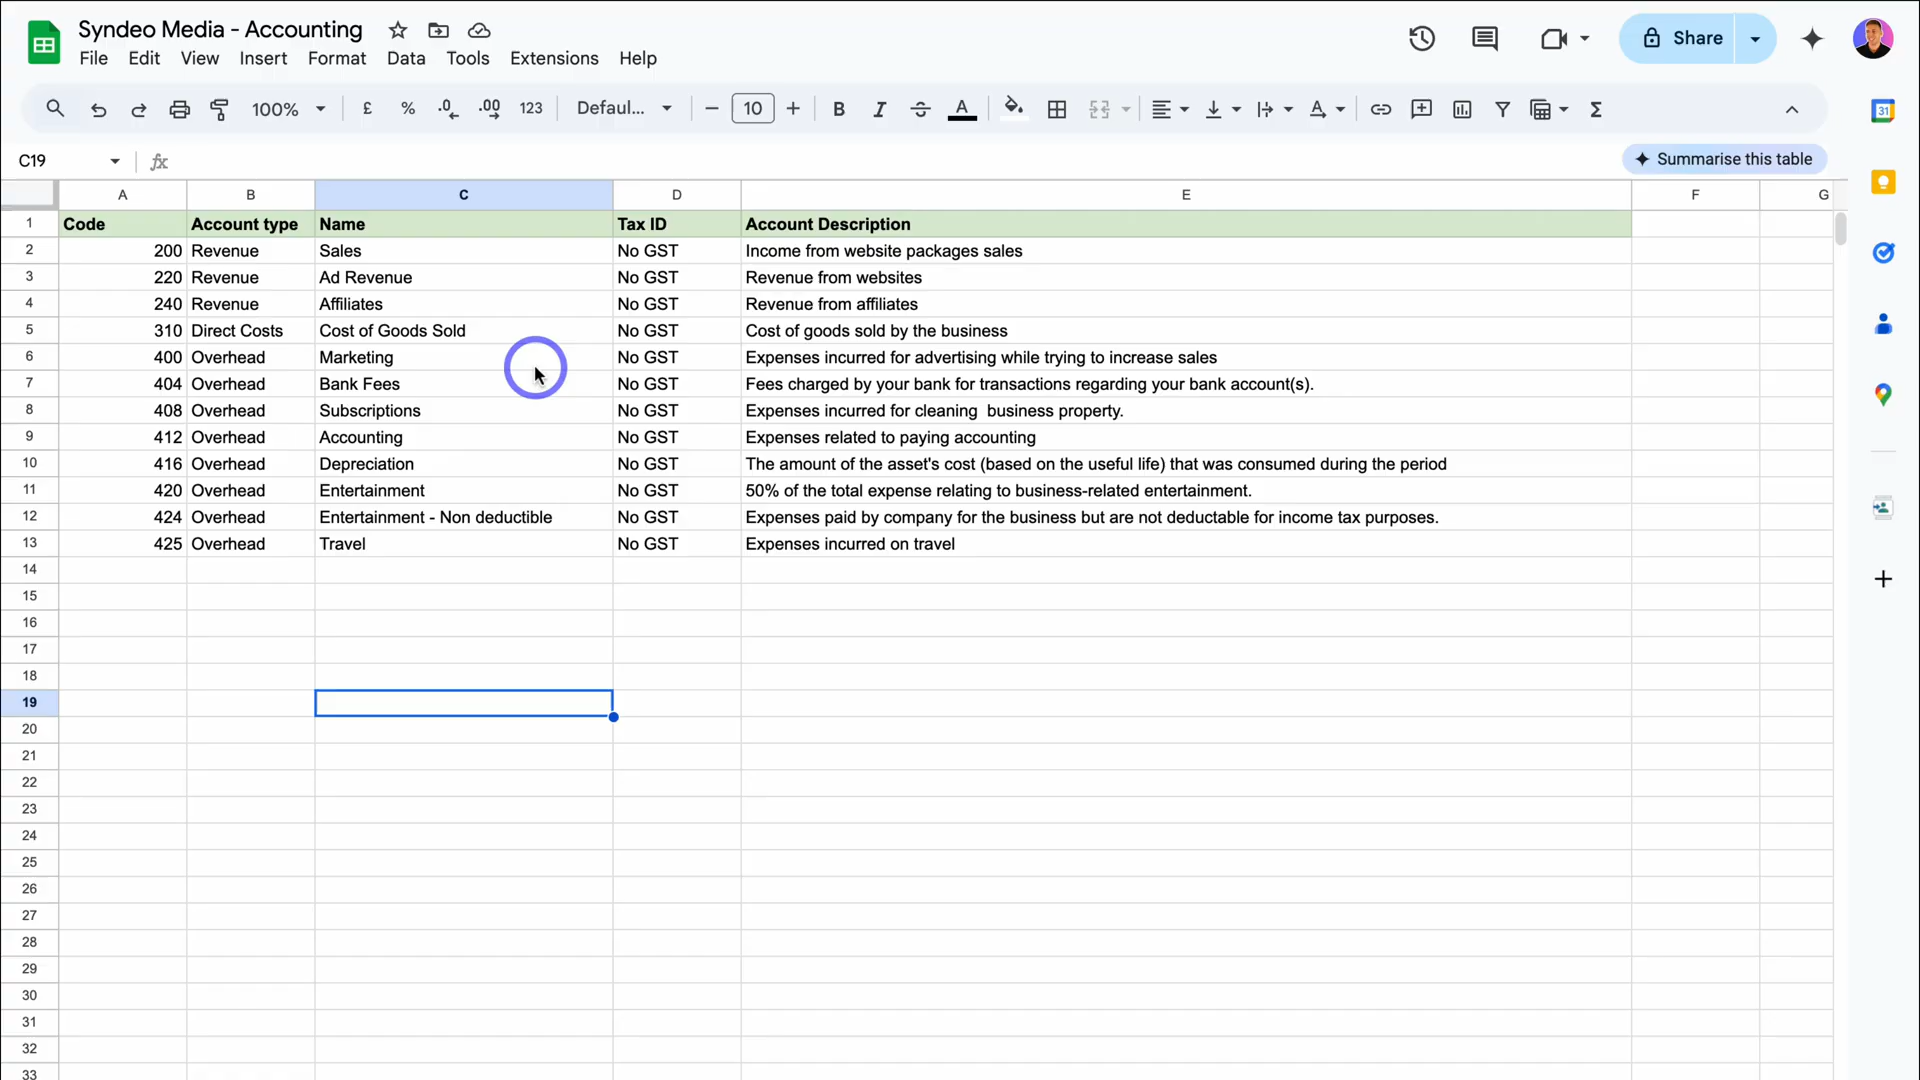 Syndeo Media - Accounting
File Edit View Insert Format Data Tools Extensions Help
Share
100% £ % .0 .00 123 Defaul... 10 B I A Σ
31
C19 fx Summarise this table
A B C D E F G
1 Code Account type Name Tax ID Account Description
2 200 Revenue Sales No GST Income from website packages sales
3 220 Revenue Ad Revenue No GST Revenue from websites
4 240 Revenue Affiliates No GST Revenue from affiliates
5 310 Direct Costs Cost of Goods Sold No GST Cost of goods sold by the business
6 400 Overhead Marketing No GST Expenses incurred for advertising while trying to increase sales
7 404 Overhead Bank Fees No GST Fees charged by your bank for transactions regarding your bank account(s).
8 408 Overhead Subscriptions No GST Expenses incurred for cleaning  business property.
9 412 Overhead Accounting No GST Expenses related to paying accounting
10 416 Overhead Depreciation No GST The amount of the asset's cost (based on the useful life) that was consumed during the period
11 420 Overhead Entertainment No GST 50% of the total expense relating to business-related entertainment.
12 424 Overhead Entertainment - Non deductible No GST Expenses paid by company for the business but are not deductable for income tax purposes.
13 425 Overhead Travel No GST Expenses incurred on travel
14
15
16
17
18
19
20
21
22
23
24
25
26
27
28
29
30
31
32
33